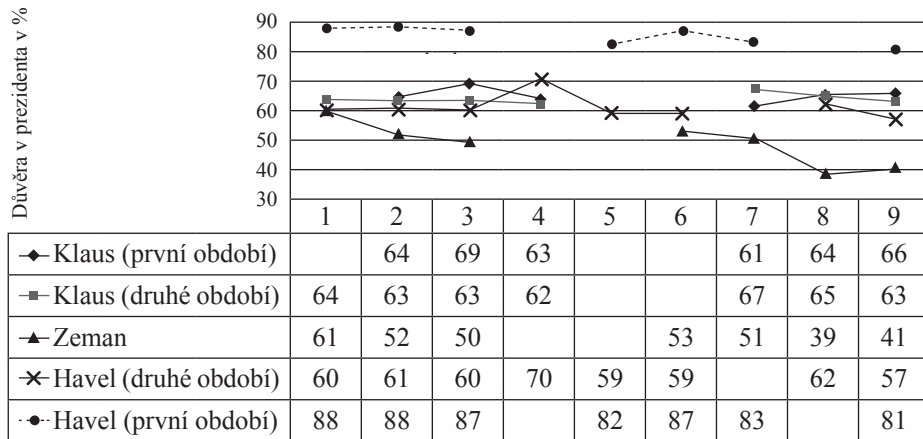 Důvěra v prezidenta v %
90
80
70
60
50
40
30
1 2 3 4 5 6 7 8 9
Klaus (první období) 64 69 63 61 64 66
Klaus (druhé období) 64 63 63 62 67 65 63
Zeman 61 52 50 53 51 39 41
Havel (druhé období) 60 61 60 70 59 59 62 57
Havel (první období) 88 88 87 82 87 83 81